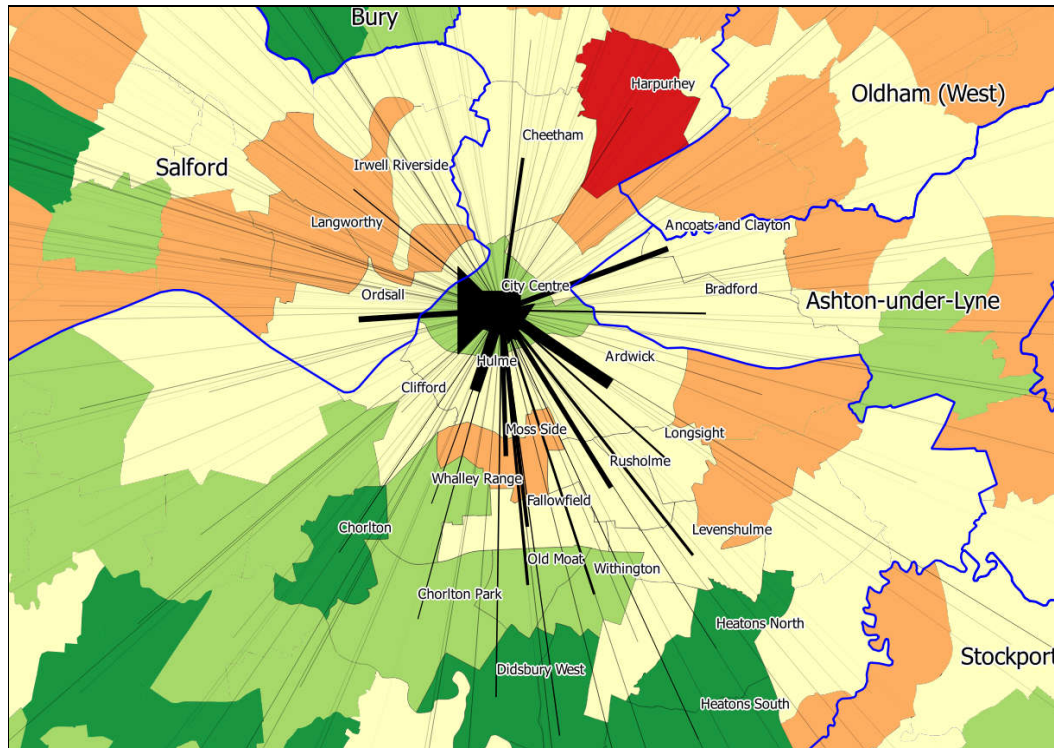 Bury
Harpurhey
Oldham (West)
Cheetham
Salford
Irwell Riverside
Langworthy
Ancoats and Clayton
City Centre
Bradford
Ordsall
Ashton-under-Lyne
Hulme
Ardwick
Clifford
Moss Side
Longsight
Rusholme
Whalley Range
Fallowfield
Chorlton
Levenshulme
Old Moat
Withington
Chorlton Park
Heatons North
Stockport
Didsbury West
Heatons South